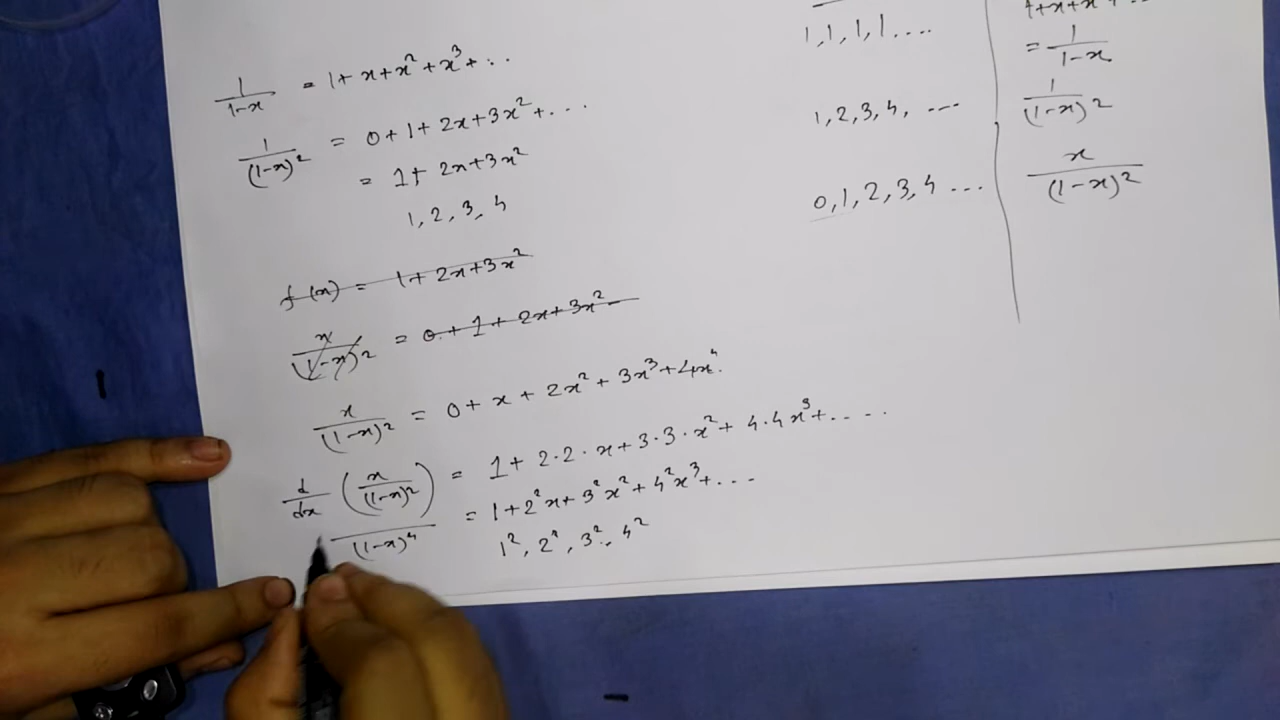 1/(1-x) = 1 + x + x² + x³ + ..
1/(1-x)² = 0 + 1 + 2x + 3x² + ...
= 1 + 2x + 3x²
1, 2, 3, 4
f(x) = 1 + 2x + 3x²
x/(1-x)² = 0 + 1 + 2x + 3x² -
x/(1-x)² = 0 + x + 2x² + 3x³ + 4x⁴.
d/dx (x/(1-x)²) = 1 + 2·2·x + 3·3·x² + 4·4x³ + ....
/(1-x)⁴ = 1 + 2²x + 3²x² + 4²x³ + ...
1², 2², 3², 4²
1, 1, 1, 1 ....
1, 2, 3, 4, ----
0, 1, 2, 3, 4 ...
= 1/(1-x)
1/(1-x)²
x/(1-x)²